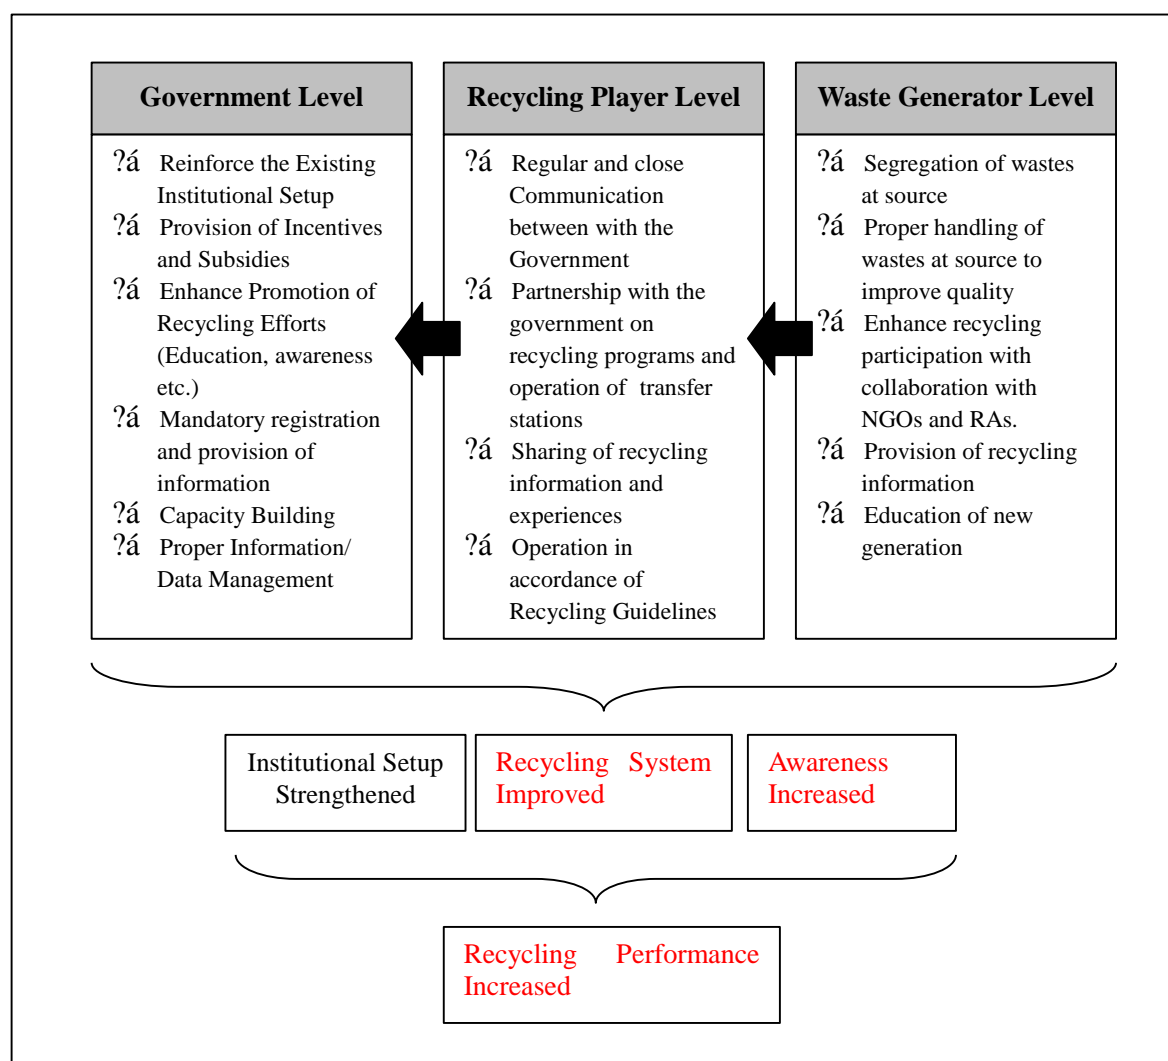 Government Level
?á Reinforce the Existing
Institutional Setup
?á Provision of Incentives
and Subsidies
?á Enhance Promotion of
Recycling Efforts
(Education, awareness
etc.)
?á Mandatory registration
and provision of
information
?á Capacity Building
?á Proper Information/
Data Management
Recycling Player Level
?á Regular and close
Communication
between with the
Government
?á Partnership with the
government on
recycling programs and
operation of transfer
stations
?á Sharing of recycling
information and
experiences
?á Operation in
accordance of
Recycling Guidelines
Waste Generator Level
?á Segregation of wastes
at source
?á Proper handling of
wastes at source to
improve quality
?á Enhance recycling
participation with
collaboration with
NGOs and RAs.
?á Provision of recycling
information
?á Education of new
generation
Institutional Setup
Strengthened
Recycling System
Improved
Awareness
Increased
Recycling Performance
Increased